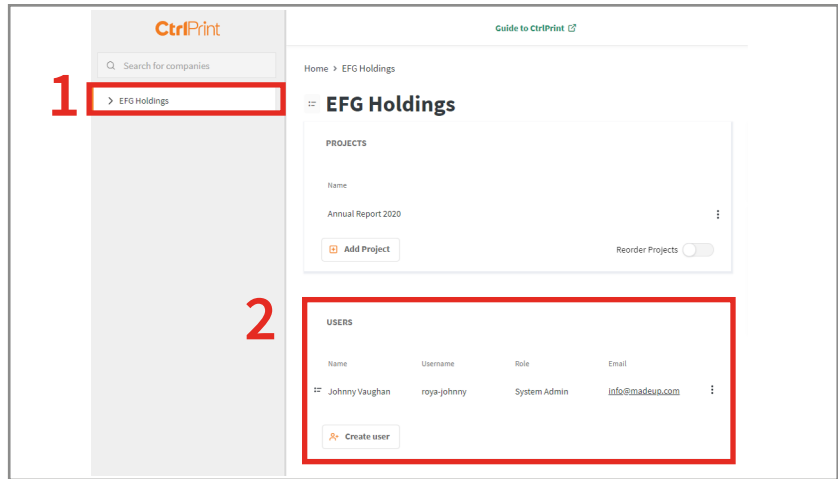 CtrlPrint
Guide to CtrlPrint
Search for companies
1
EFG Holdings
Home > EFG Holdings
EFG Holdings
PROJECTS
Name
Annual Report 2020
Add Project
Reorder Projects
2
USERS
Name Username Role Email
Johnny Vaughan roya-johnny System Admin info@madeup.com
Create user